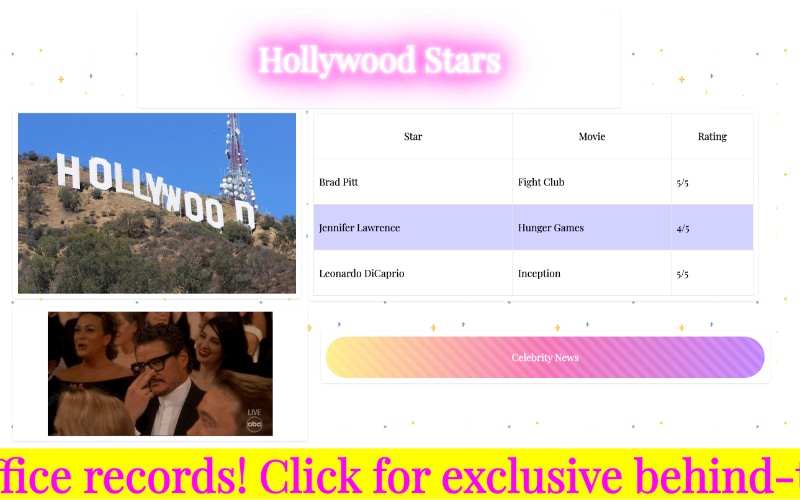 Hollywood Stars
HOLLYWOOD
Star Movie Rating
Brad Pitt Fight Club 5/5
Jennifer Lawrence Hunger Games 4/5
Leonardo DiCaprio Inception 5/5
Celebrity News
LIVE
abc
ffice records! Click for exclusive behind-t